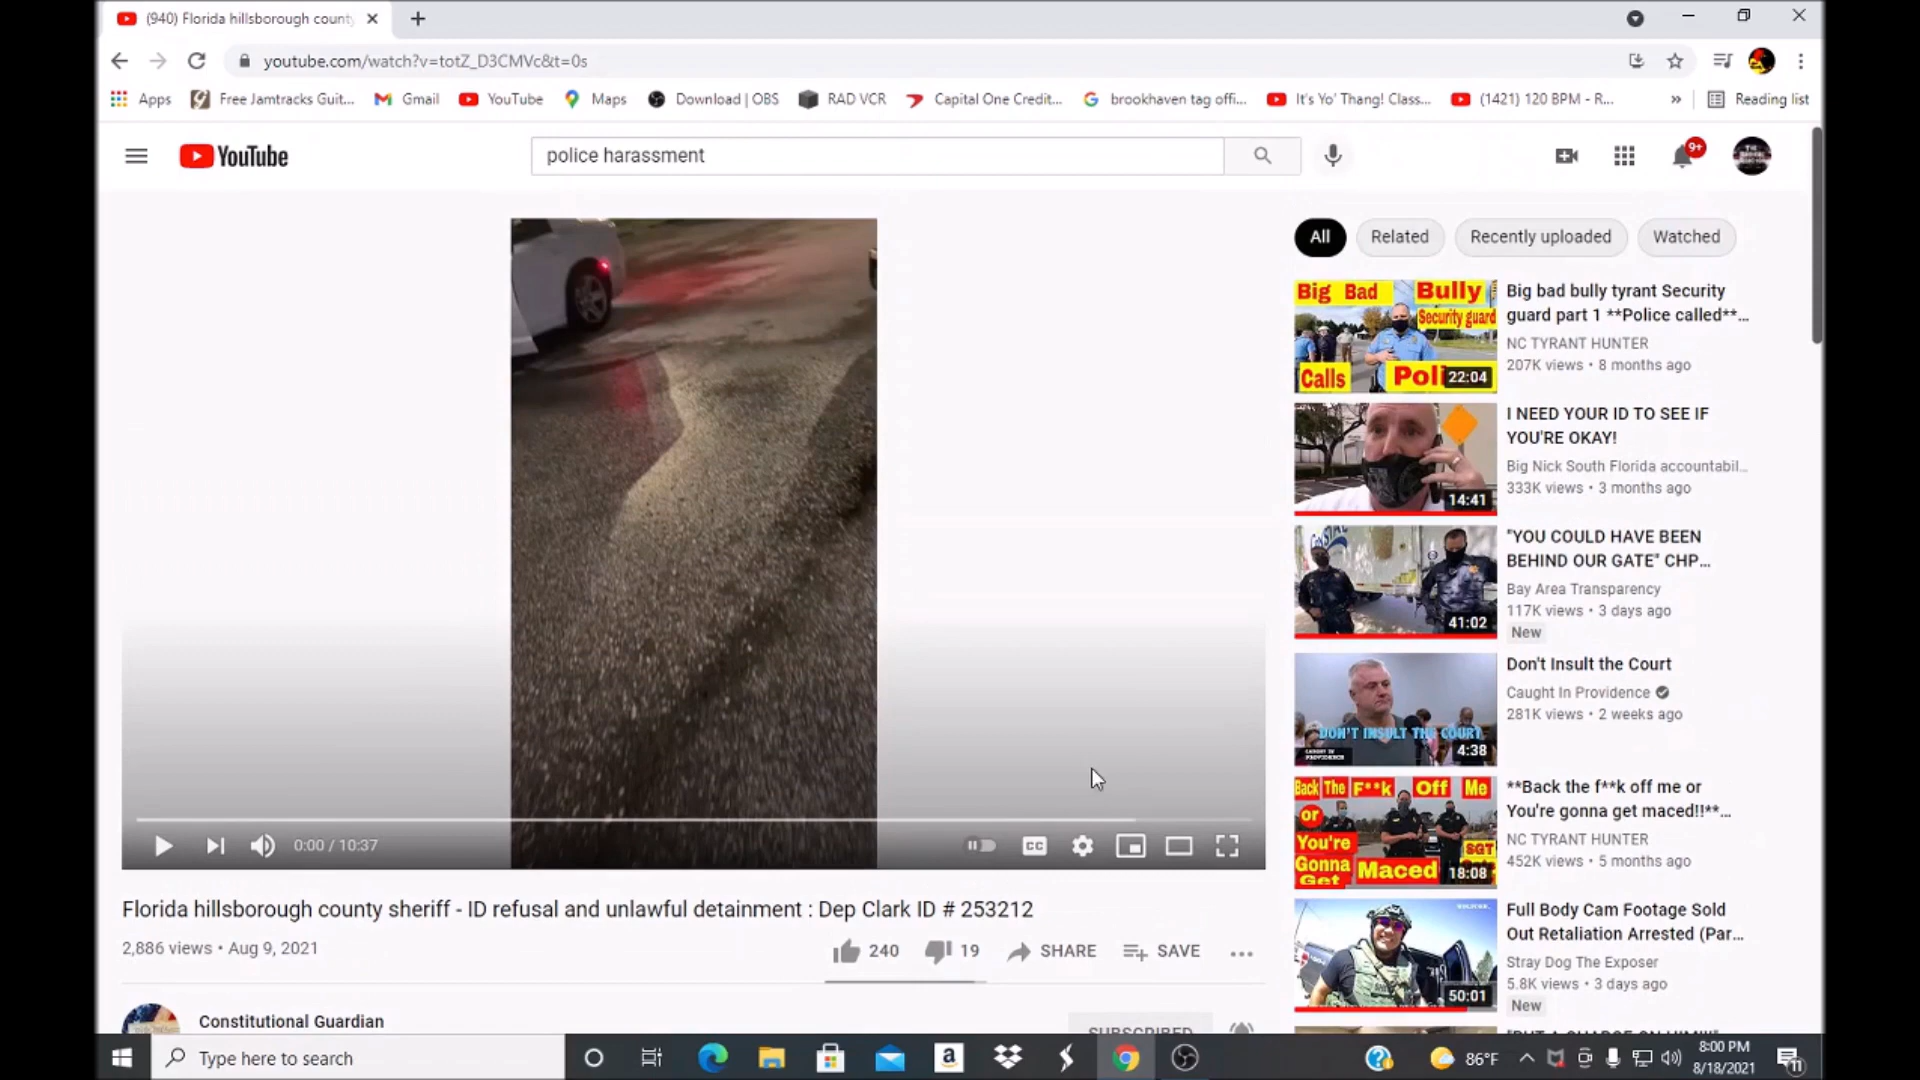 (940) Florida hillsborough county
youtube.com/watch?v=totZ_D3CMVc&t=0s
Apps Free Jamtracks Guit... Gmail YouTube Maps Download | OBS RAD VCR Capital One Credit... brookhaven tag offi... It's Yo' Thang! Class... (1421) 120 BPM - R... » Reading list
YouTube
police harassment
9+
All Related Recently uploaded Watched
Big Bad Bully
Security guard
Calls Poli
22:04
Big bad bully tyrant Security
guard part 1 **Police called**...
NC TYRANT HUNTER
207K views • 8 months ago
14:41
I NEED YOUR ID TO SEE IF
YOU'RE OKAY!
Big Nick South Florida accountabil...
333K views • 3 months ago
41:02
"YOU COULD HAVE BEEN
BEHIND OUR GATE" CHP...
Bay Area Transparency
117K views • 3 days ago
New
DON'T INSULT THE COURT
CAUGHT IN PROVIDENCE
4:38
Don't Insult the Court
Caught In Providence
281K views • 2 weeks ago
Back The F**k Off Me
or
You're
Gonna
Get
Maced
SGT
18:08
**Back the f**k off me or
You're gonna get maced!!**...
NC TYRANT HUNTER
452K views • 5 months ago
50:01
Full Body Cam Footage Sold
Out Retaliation Arrested (Par...
Stray Dog The Exposer
5.8K views • 3 days ago
New
0:00 / 10:37
CC
Florida hillsborough county sheriff - ID refusal and unlawful detainment : Dep Clark ID # 253212
2,886 views • Aug 9, 2021
240 19 SHARE SAVE ...
Constitutional Guardian
SUBSCRIBED
Type here to search
a
86°F
8:00 PM
8/18/2021
11